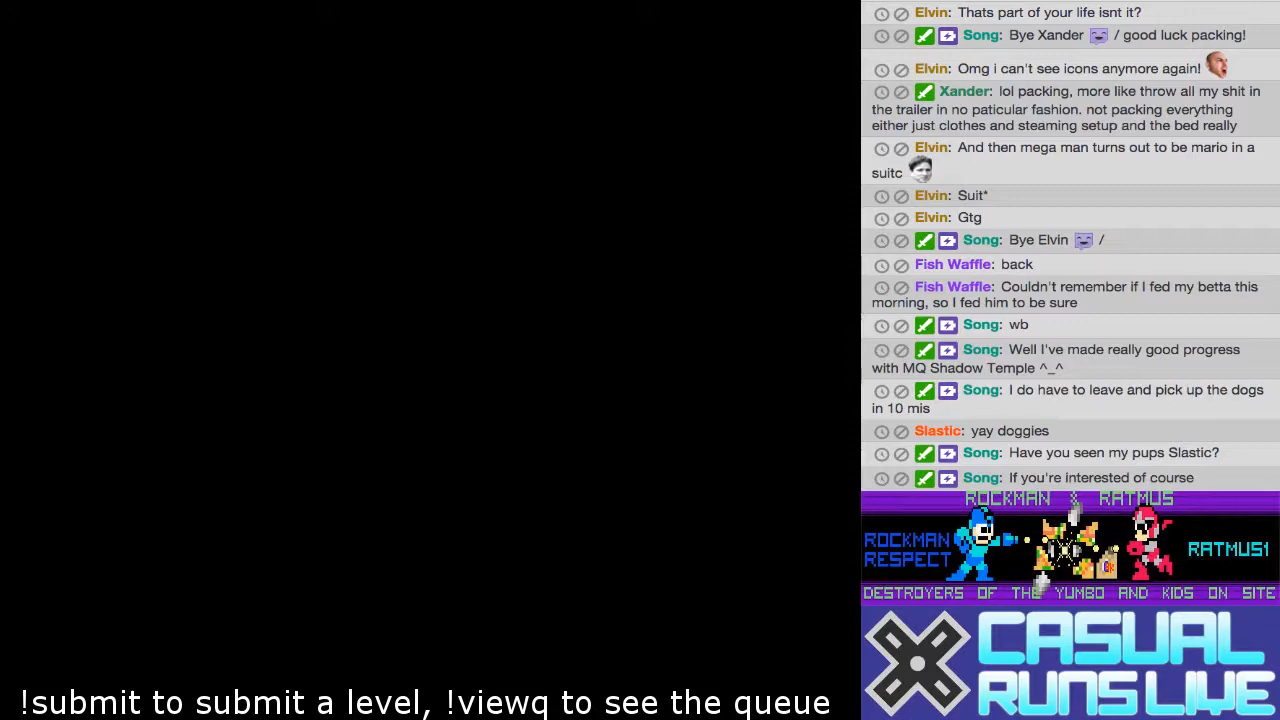 Elvin: Thats part of your life isnt it?
Song: Bye Xander / good luck packing!
Elvin: Omg i can't see icons anymore again!
Xander: lol packing, more like throw all my shit in
the trailer in no paticular fashion. not packing everything
either just clothes and steaming setup and the bed really
Elvin: And then mega man turns out to be mario in a
suitc
Elvin: Suit*
Elvin: Gtg
Song: Bye Elvin /
Fish Waffle: back
Fish Waffle: Couldn't remember if I fed my betta this
morning, so I fed him to be sure
Song: wb
Song: Well I've made really good progress
with MQ Shadow Temple ^_^
Song: I do have to leave and pick up the dogs
in 10 mis
Slastic: yay doggies
Song: Have you seen my pups Slastic?
Song: If you're interested of course
ROCKMAN & RATMUS
ROCKMAN
RESPECT
RATMUS1
DESTROYERS OF THE YUMBO AND KIDS ON SITE
CASUAL
RUNS LIVE
!submit to submit a level, !viewq to see the queue